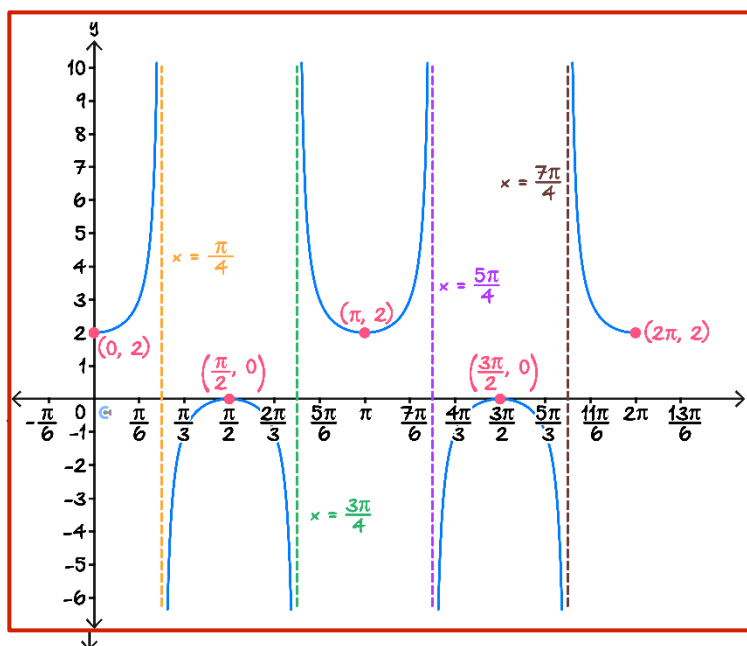 y
10
9
8
7
6
5
4
3
2
1
0
-1
-2
-3
-4
-5
-6
x = π/4
x = 3π/4
x = 5π/4
x = 7π/4
(0, 2)
(π/2, 0)
(π, 2)
(3π/2, 0)
(2π, 2)
-π/6 π/6 π/3 π/2 2π/3 5π/6 π 7π/6 4π/3 3π/2 5π/3 11π/6 2π 13π/6